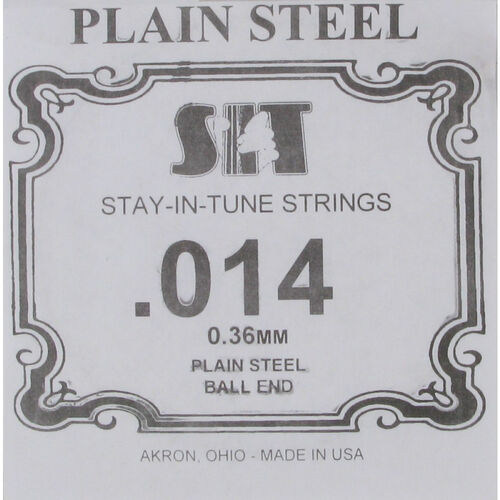 PLAIN STEEL
SIT
STAY-IN-TUNE STRINGS
.014
0.36MM
PLAIN STEEL
BALL END
AKRON, OHIO - MADE IN USA